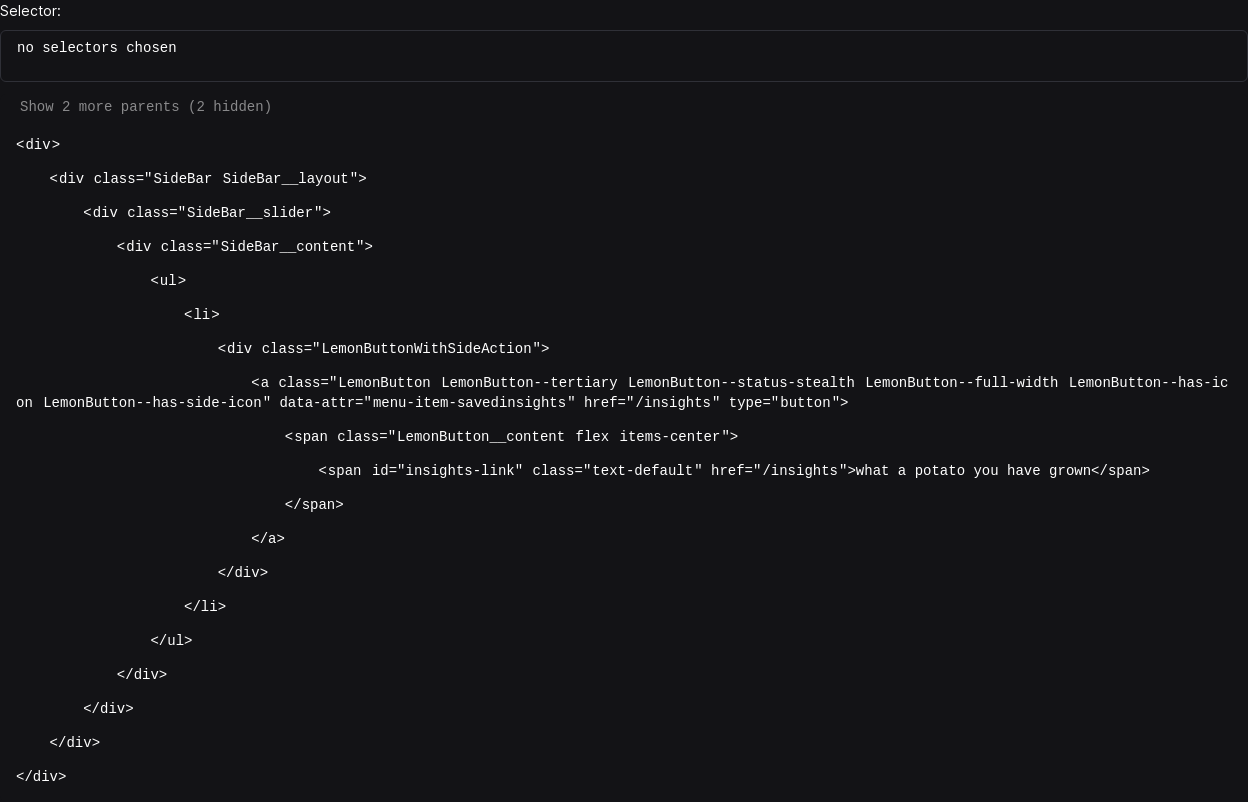 Selector:
no selectors chosen
Show 2 more parents (2 hidden)
<div>
<div class="SideBar SideBar__layout">
<div class="SideBar__slider">
<div class="SideBar__content">
<ul>
<li>
<div class="LemonButtonWithSideAction">
<a class="LemonButton LemonButton--tertiary LemonButton--status-stealth LemonButton--full-width LemonButton--has-ic
on LemonButton--has-side-icon" data-attr="menu-item-savedinsights" href="/insights" type="button">
<span class="LemonButton__content flex items-center">
<span id="insights-link" class="text-default" href="/insights">what a potato you have grown</span>
</span>
</a>
</div>
</li>
</ul>
</div>
</div>
</div>
</div>